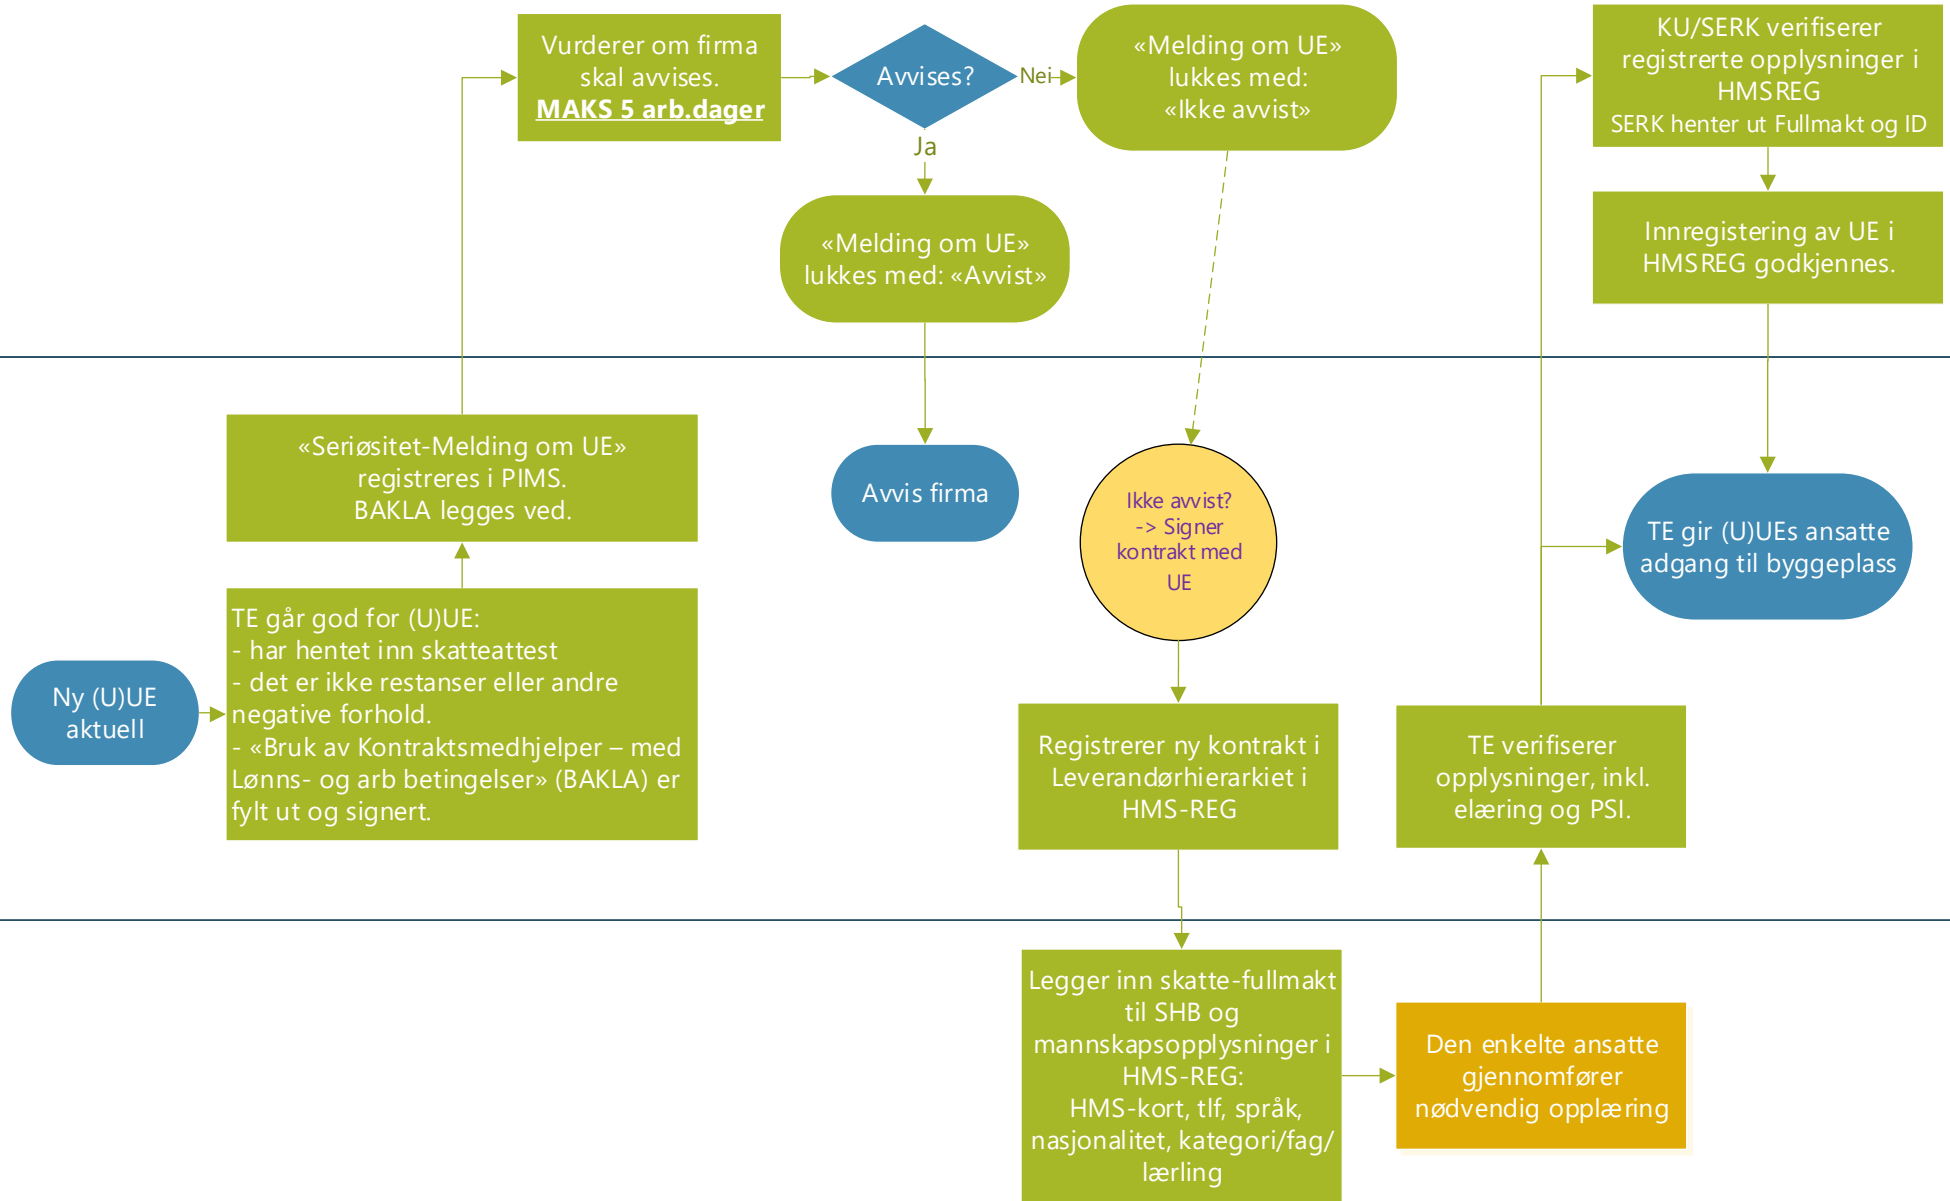 Vurderer om firma
skal avvises.
MAKS 5 arb.dager
Avvises?
Nei
Ja
«Melding om UE»
lukkes med:
«Ikke avvist»
«Melding om UE»
lukkes med: «Avvist»
KU/SERK verifiserer
registrerte opplysninger i
HMSREG
SERK henter ut Fullmakt og ID
Innregistering av UE i
HMSREG godkjennes.
«Seriøsitet-Melding om UE»
registreres i PIMS.
BAKLA legges ved.
Avvis firma
Ikke avvist?
-> Signer
kontrakt med
UE
TE gir (U)UEs ansatte
adgang til byggeplass
Ny (U)UE
aktuell
TE går god for (U)UE:
- har hentet inn skatteattest
- det er ikke restanser eller andre
negative forhold.
- «Bruk av Kontraktsmedhjelper – med
Lønns- og arb betingelser» (BAKLA) er
fylt ut og signert.
Registrerer ny kontrakt i
Leverandørhierarkiet i
HMS-REG
TE verifiserer
opplysninger, inkl.
elæring og PSI.
Legger inn skatte-fullmakt
til SHB og
mannskapsopplysninger i
HMS-REG:
HMS-kort, tlf, språk,
nasjonalitet, kategori/fag/
lærling
Den enkelte ansatte
gjennomfører
nødvendig opplæring